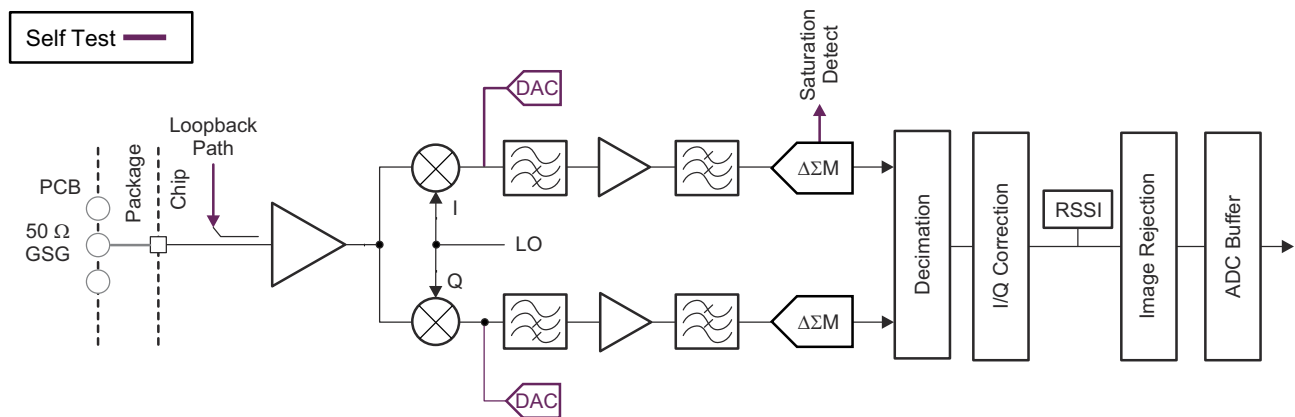 Self Test
Saturation
Detect
DAC
Loopback
Path
PCB
Package
Chip
50 Ω
GSG
ΔΣM
I
LO
Q
RSSI
Decimation
I/Q Correction
Image Rejection
ADC Buffer
ΔΣM
DAC